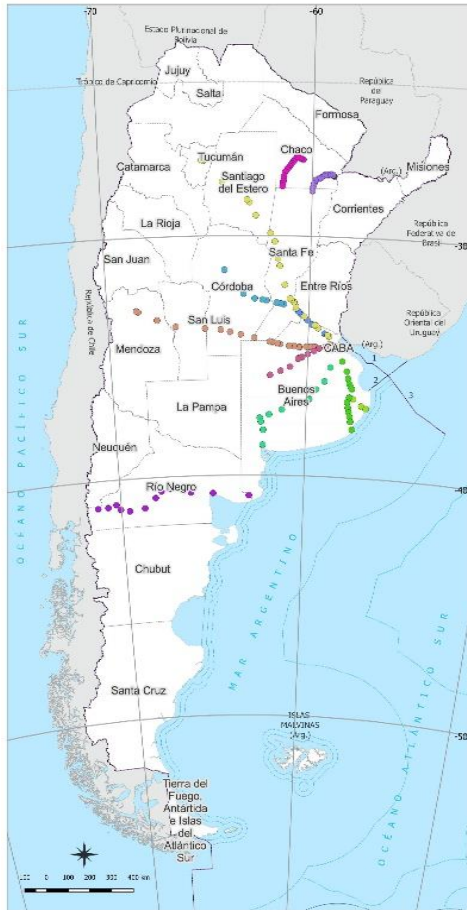 -70
-60
Estado Plurinacional de
Bolivia
Jujuy
Trópico de Capricornio
Salta
República
del
Paraguay
Formosa
Chaco
Tucumán
Catamarca
Santiago
del Estero
(Arg.)
Misiones
Corrientes
La Rioja
República
Federativa de
Brasil
-30
Santa Fe
San Juan
Córdoba
Entre Ríos
República de Chile
San Luis
República
Oriental del
Uruguay
Mendoza
CABA
(Arg.)
1
2
3
Buenos
Aires
La Pampa
Neuquén
Río Negro
-40
OCÉANO PACÍFICO SUR
Chubut
MAR ARGENTINO
OCÉANO ATLÁNTICO SUR
Santa Cruz
ISLAS
MALVINAS
(Arg.)
-50
Tierra del
Fuego,
Antártida
e Islas
del
Atlántico
Sur
100 0 100 200 300 400 km